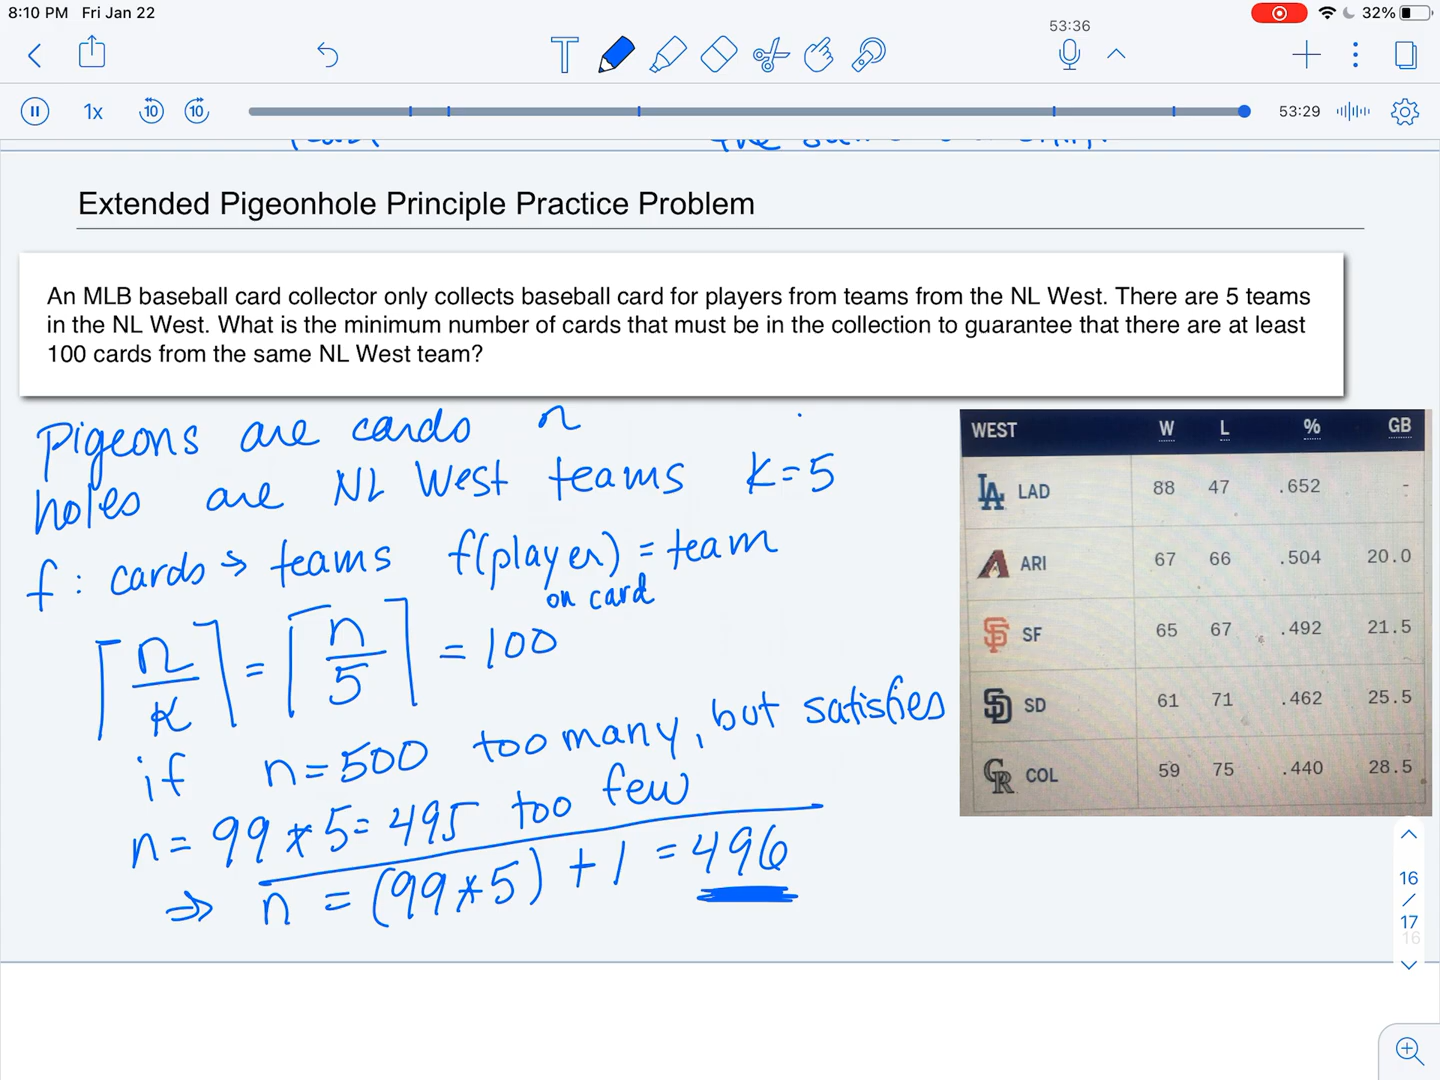 8:10 PM Fri Jan 22
32%
53:36
1x
10
10
53:29
Extended Pigeonhole Principle Practice Problem
An MLB baseball card collector only collects baseball card for players from teams from the NL West. There are 5 teams
in the NL West. What is the minimum number of cards that must be in the collection to guarantee that there are at least
100 cards from the same NL West team?
Pigeons are cards n
holes are NL West teams K=5
f: cards → teams f(player) = team
on card
⌈n/K⌉ = ⌈n/5⌉ = 100
if n=500 too many, but satisfies
n= 99*5=495 too few
⇒ n = (99*5) + 1 = 496
WEST W L % GB
LA LAD 88 47 .652 -
A ARI 67 66 .504 20.0
SF SF 65 67 .492 21.5
SD SD 61 71 .462 25.5
CR COL 59 75 .440 28.5
16
/
17
16